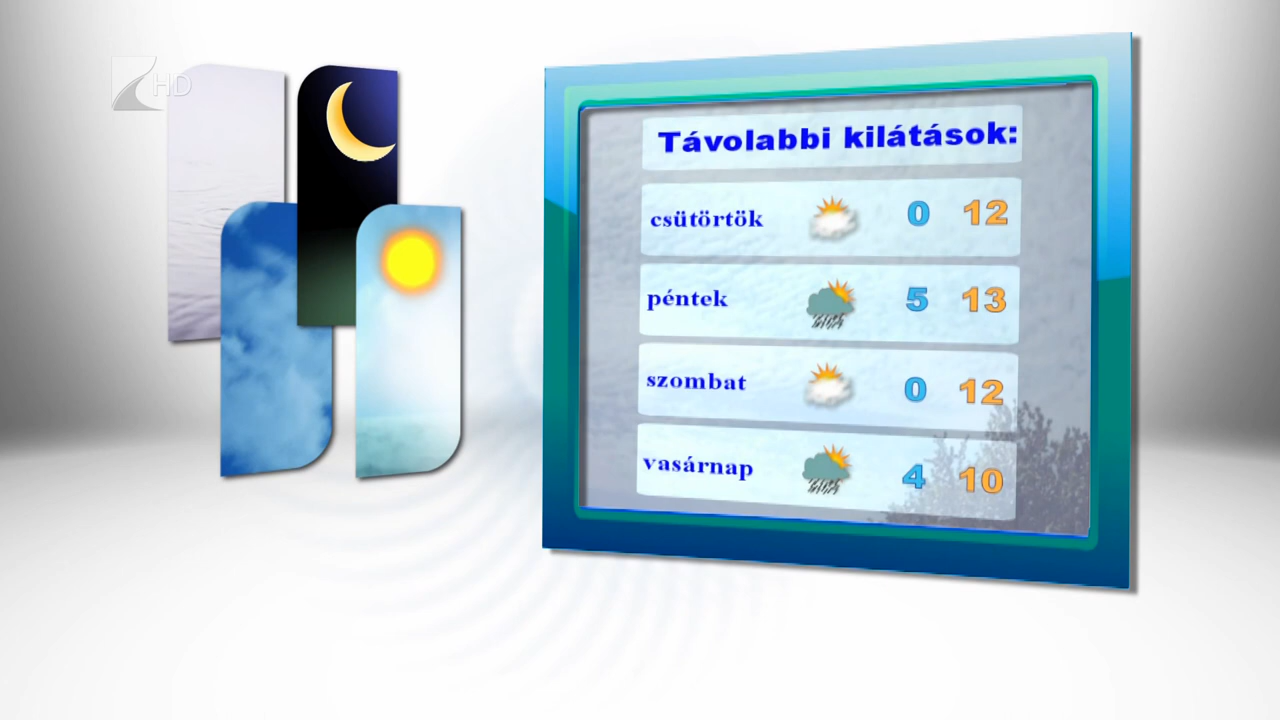 HD
Távolabbi kilátások:
csütörtök 0 12
péntek 5 13
szombat 0 12
vasárnap 4 10